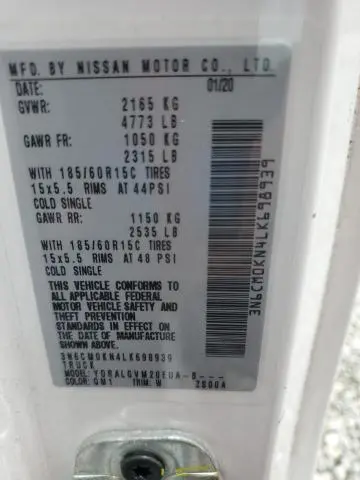 MFD. BY NISSAN MOTOR CO., LTD.
DATE: 01/20
GVWR: 2165 KG
4773 LB
GAWR FR: 1050 KG
2315 LB
WITH 185/60R15C TIRES
15x5.5 RIMS AT 44PSI
COLD SINGLE
GAWR RR: 1150 KG
2535 LB
WITH 185/60R15C TIRES
15x5.5 RIMS AT 48 PSI
COLD SINGLE
THIS VEHICLE CONFORMS TO
ALL APPLICABLE FEDERAL
MOTOR VEHICLE SAFETY AND
THEFT PREVENTION
STANDARDS IN EFFECT ON THE
DATE OF MANUFACTURE
SHOWN ABOVE.
3N6CM0KN4LK698939
TRUCK
MODEL:
COLOR: QM1 TRIM: W 2800A
3N6CM0KN4LK698939